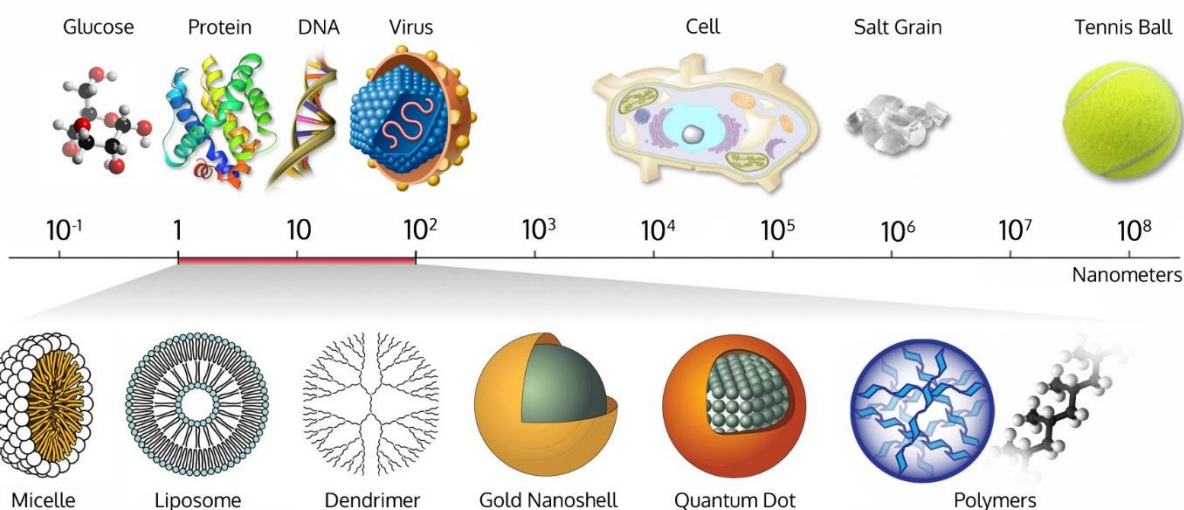 Glucose Protein DNA Virus Cell Salt Grain Tennis Ball
10⁻¹ 1 10 10² 10³ 10⁴ 10⁵ 10⁶ 10⁷ 10⁸
Nanometers
Micelle Liposome Dendrimer Gold Nanoshell Quantum Dot Polymers